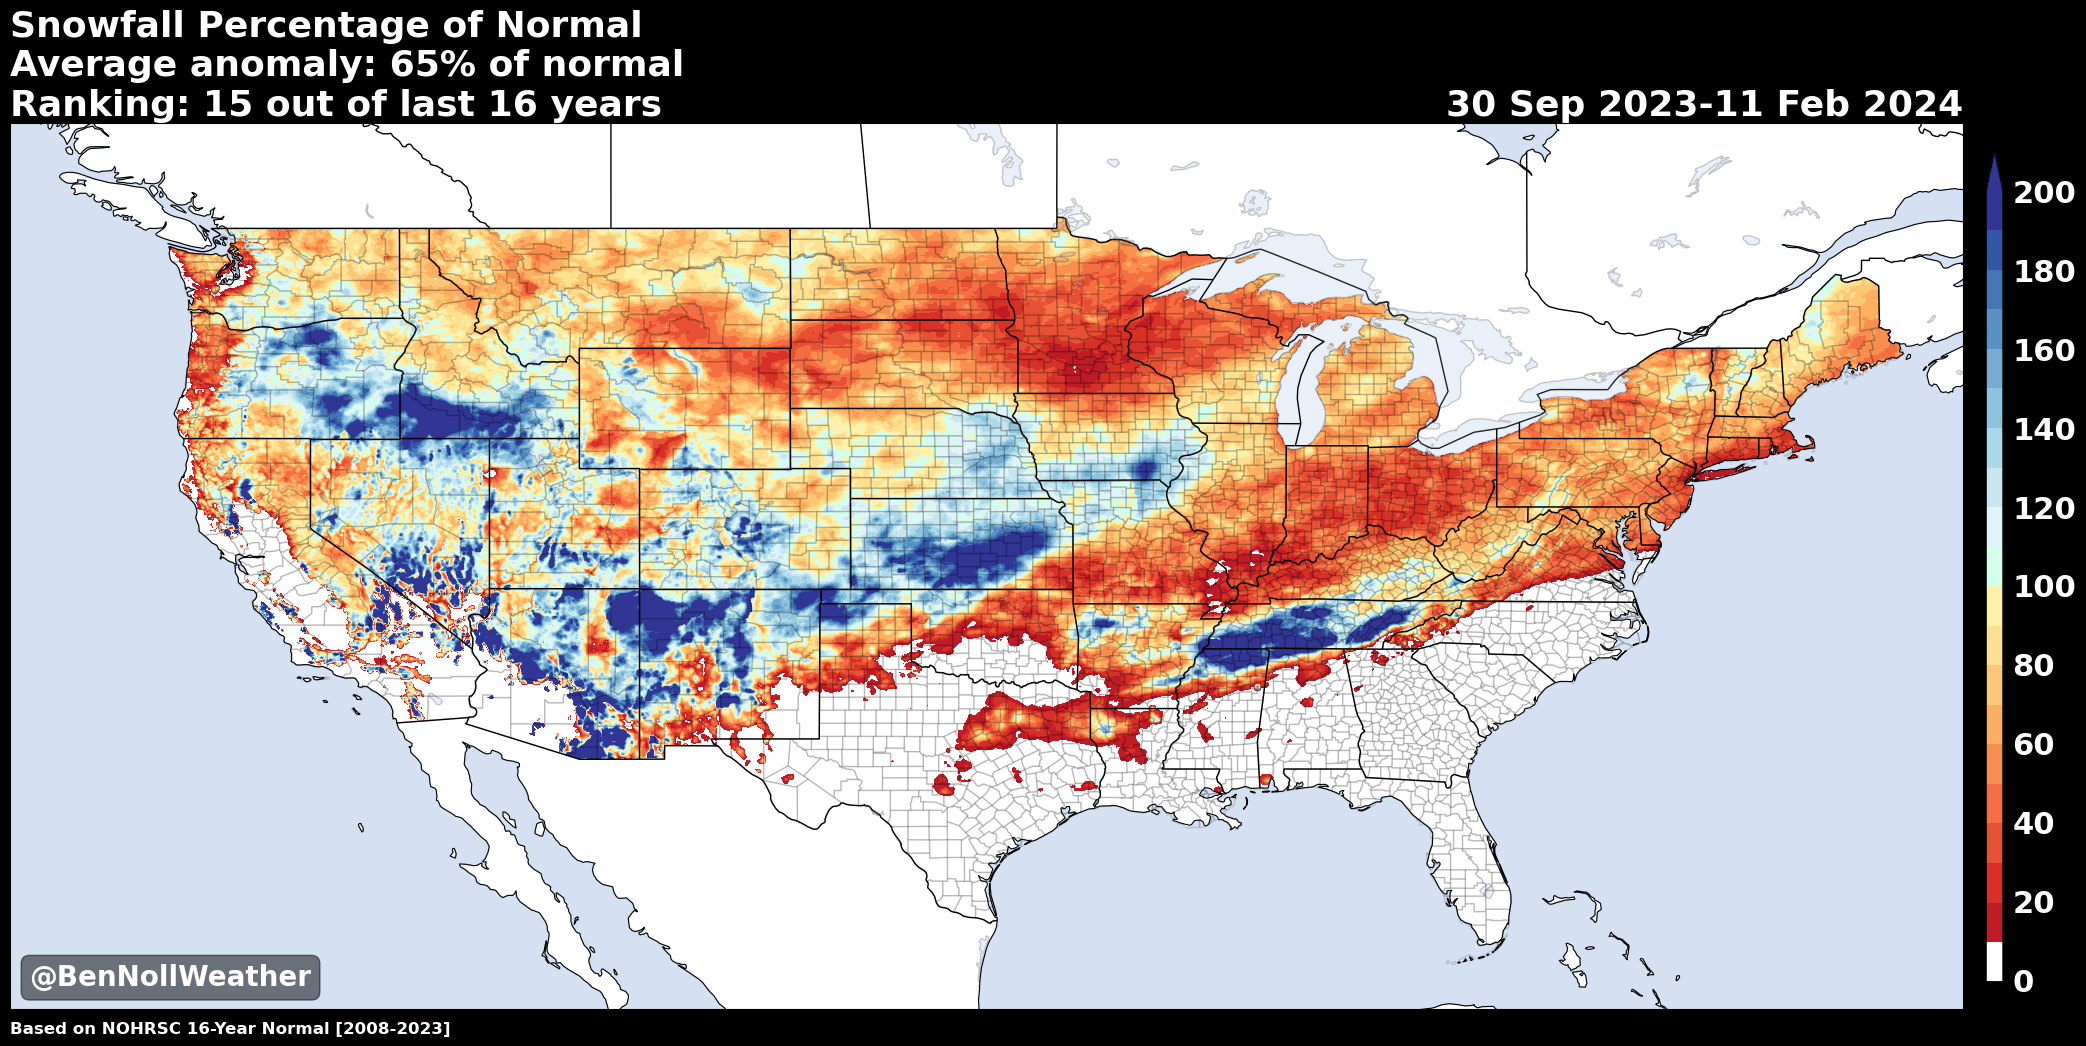 Snowfall Percentage of Normal
Average anomaly: 65% of normal
Ranking: 15 out of last 16 years
30 Sep 2023-11 Feb 2024
200
180
160
140
120
100
80
60
40
20
0
@BenNollWeather
Based on NOHRSC 16-Year Normal [2008-2023]